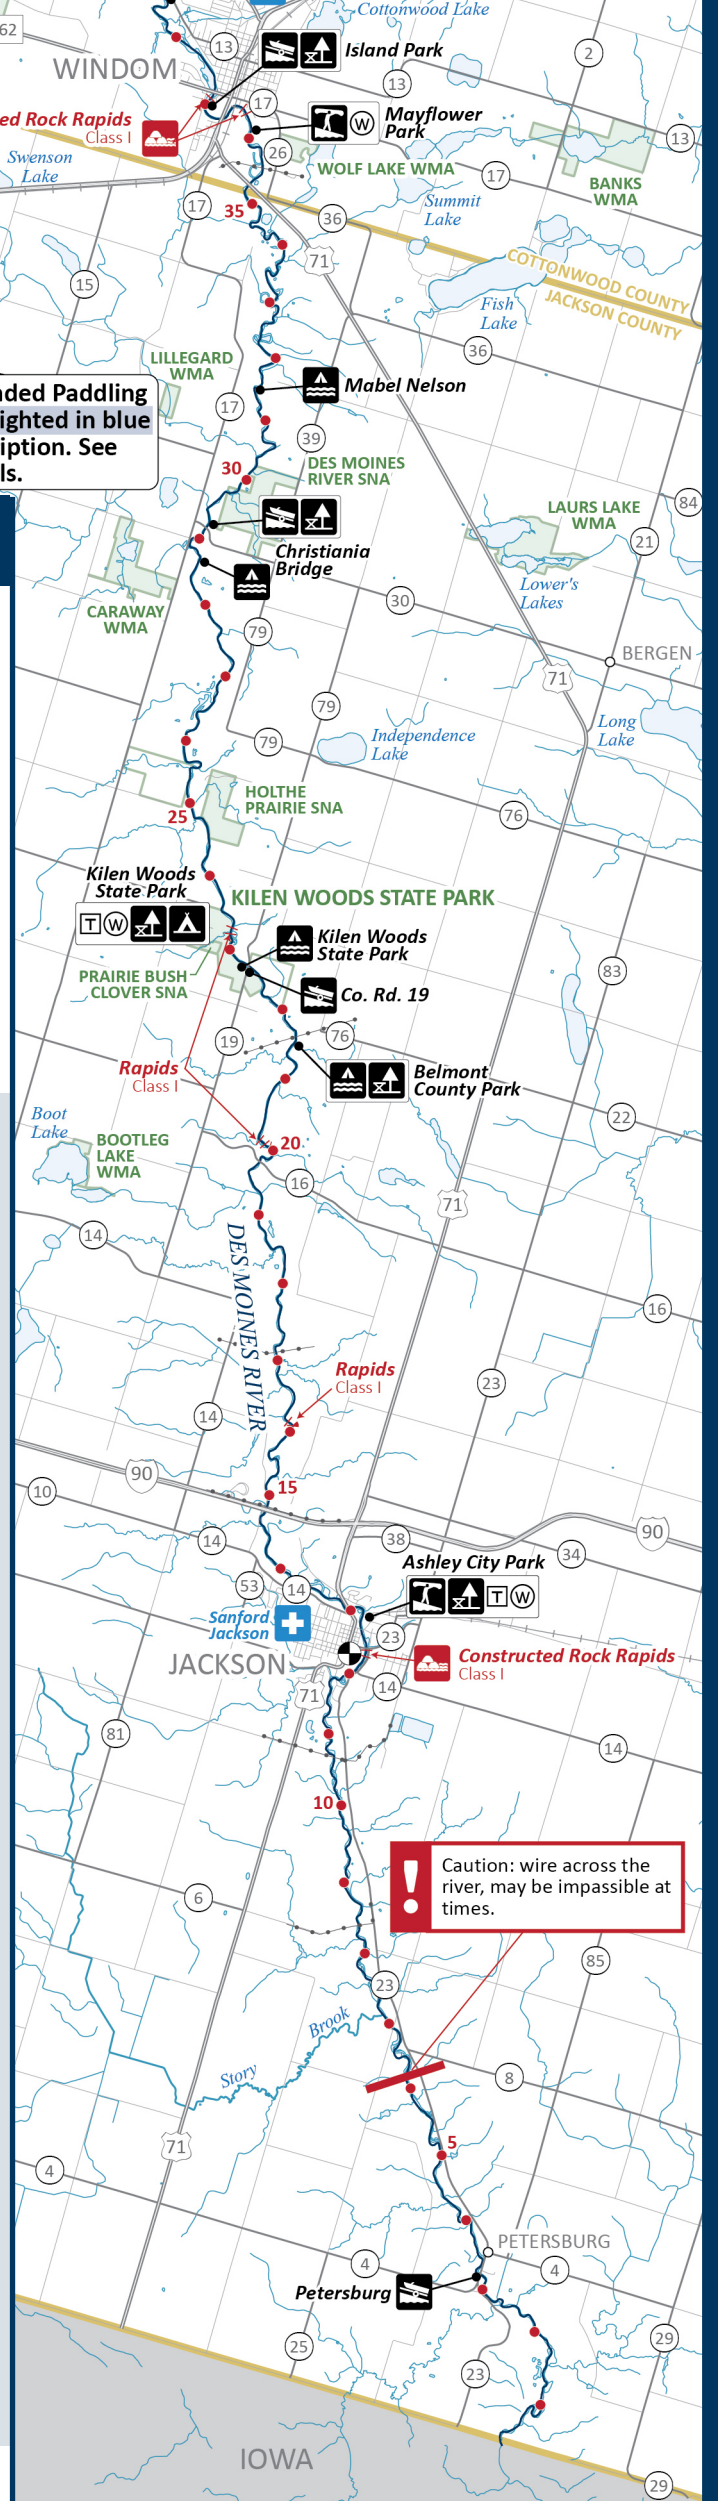 Cottonwood Lake
62
13
Island Park
2
WINDOM
13
17
ed Rock Rapids
Class I
Mayflower
Park
W
13
26
Swenson
Lake
WOLF LAKE WMA
17
BANKS
WMA
17
35
36
Summit
Lake
71
COTTONWOOD COUNTY
JACKSON COUNTY
15
Fish
Lake
36
LILLEGARD
WMA
Mabel Nelson
nded Paddling
ighted in blue
iption. See
ls.
17
39
30
DES MOINES
RIVER SNA
84
LAURS LAKE
WMA
21
Christiania
Bridge
Lower's
Lakes
30
CARAWAY
WMA
79
BERGEN
71
79
Long
Lake
79
Independence
Lake
HOLTHE
PRAIRIE SNA
25
76
Kilen Woods
State Park
T W
KILEN WOODS STATE PARK
Kilen Woods
State Park
PRAIRIE BUSH
CLOVER SNA
83
Co. Rd. 19
19
76
Rapids
Class I
Belmont
County Park
22
Boot
Lake
BOOTLEG
LAKE
WMA
20
16
71
14
DES MOINES RIVER
16
Rapids
Class I
23
14
90
15
10
90
38
14
34
Ashley City Park
T W
53
14
Sanford
Jackson
23
JACKSON
Constructed Rock Rapids
Class I
71
14
81
14
10
Caution: wire across the
river, may be impassible at
times.
6
85
23
Story Brook
8
5
71
4
PETERSBURG
4
4
Petersburg
25
29
23
IOWA
29